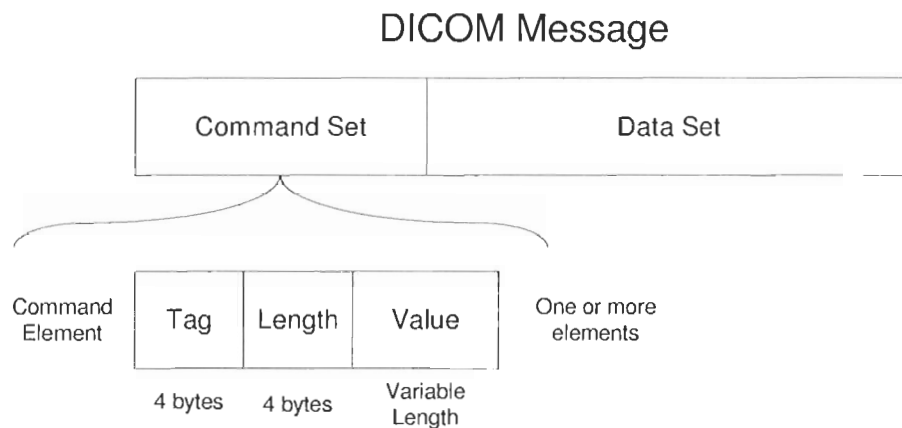 DICOM Message
Command Set
Data Set
Command
Element
Tag
Length
Value
One or more
elements
4 bytes
4 bytes
Variable
Length